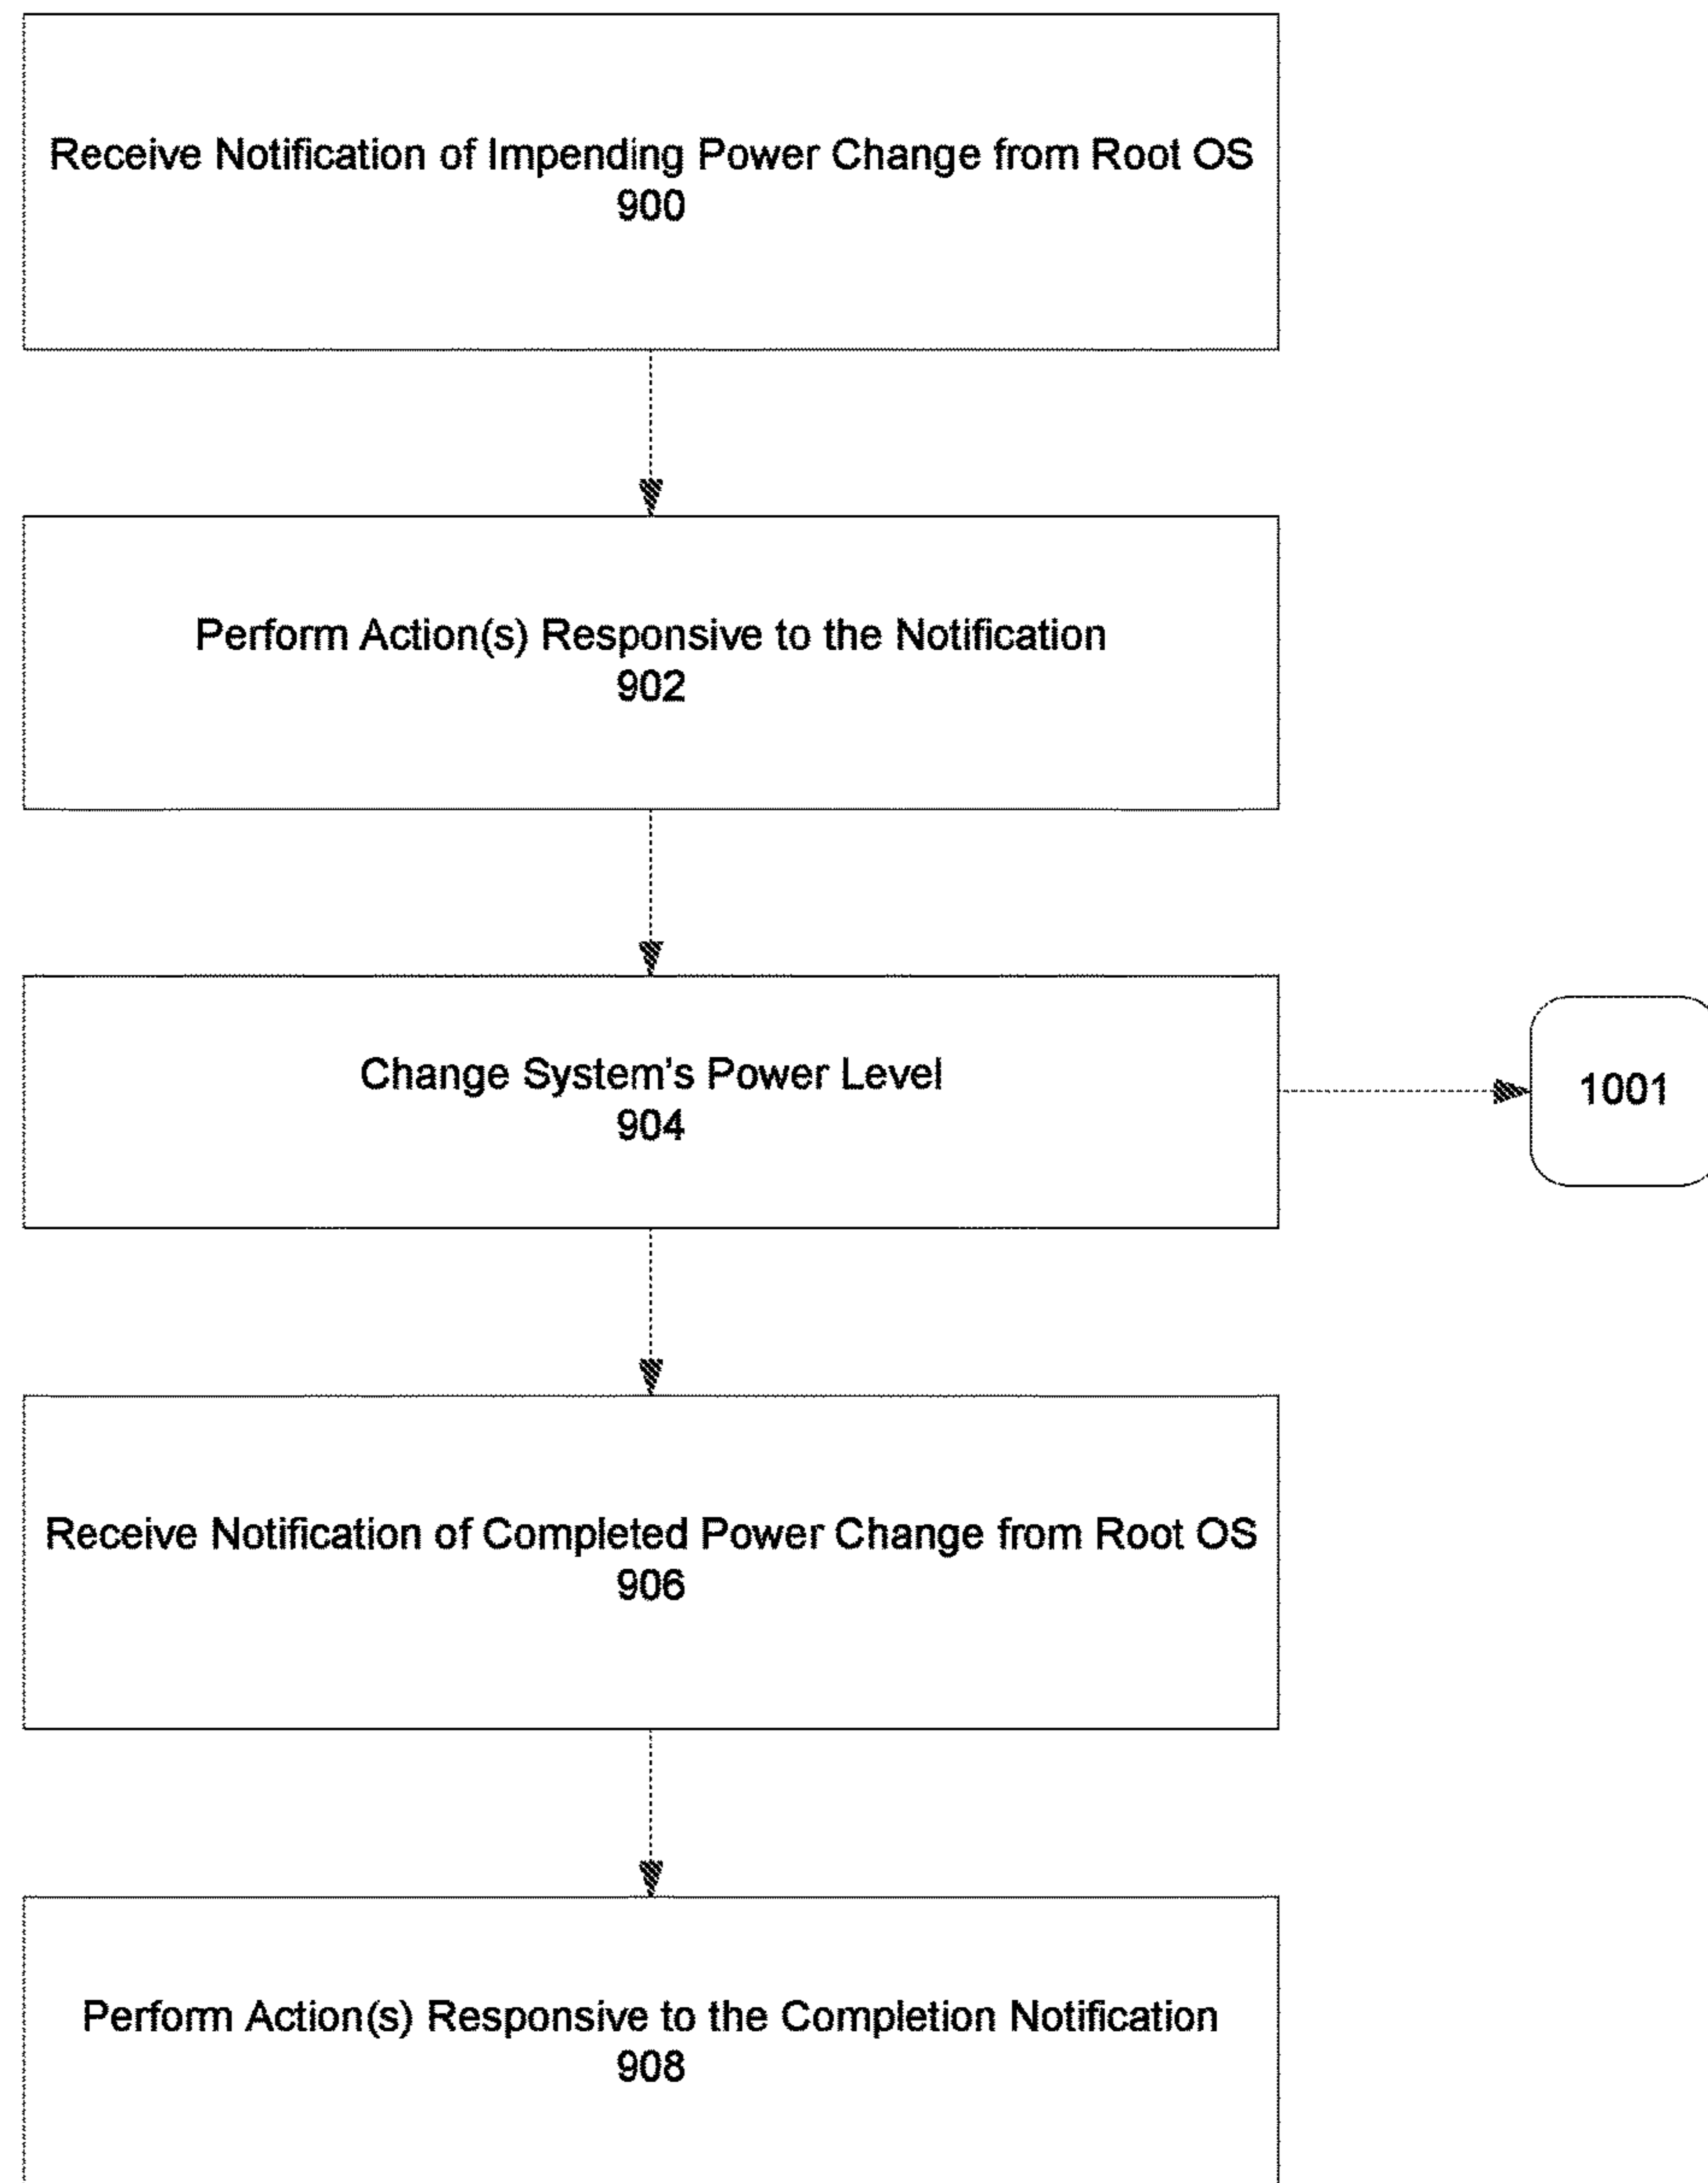 Receive Notification of Impending Power Change from Root OS
900
Perform Action(s) Responsive to the Notification
902
Change System's Power Level
904
1001
Receive Notification of Completed Power Change from Root OS
906
Perform Action(s) Responsive to the Completion Notification
908